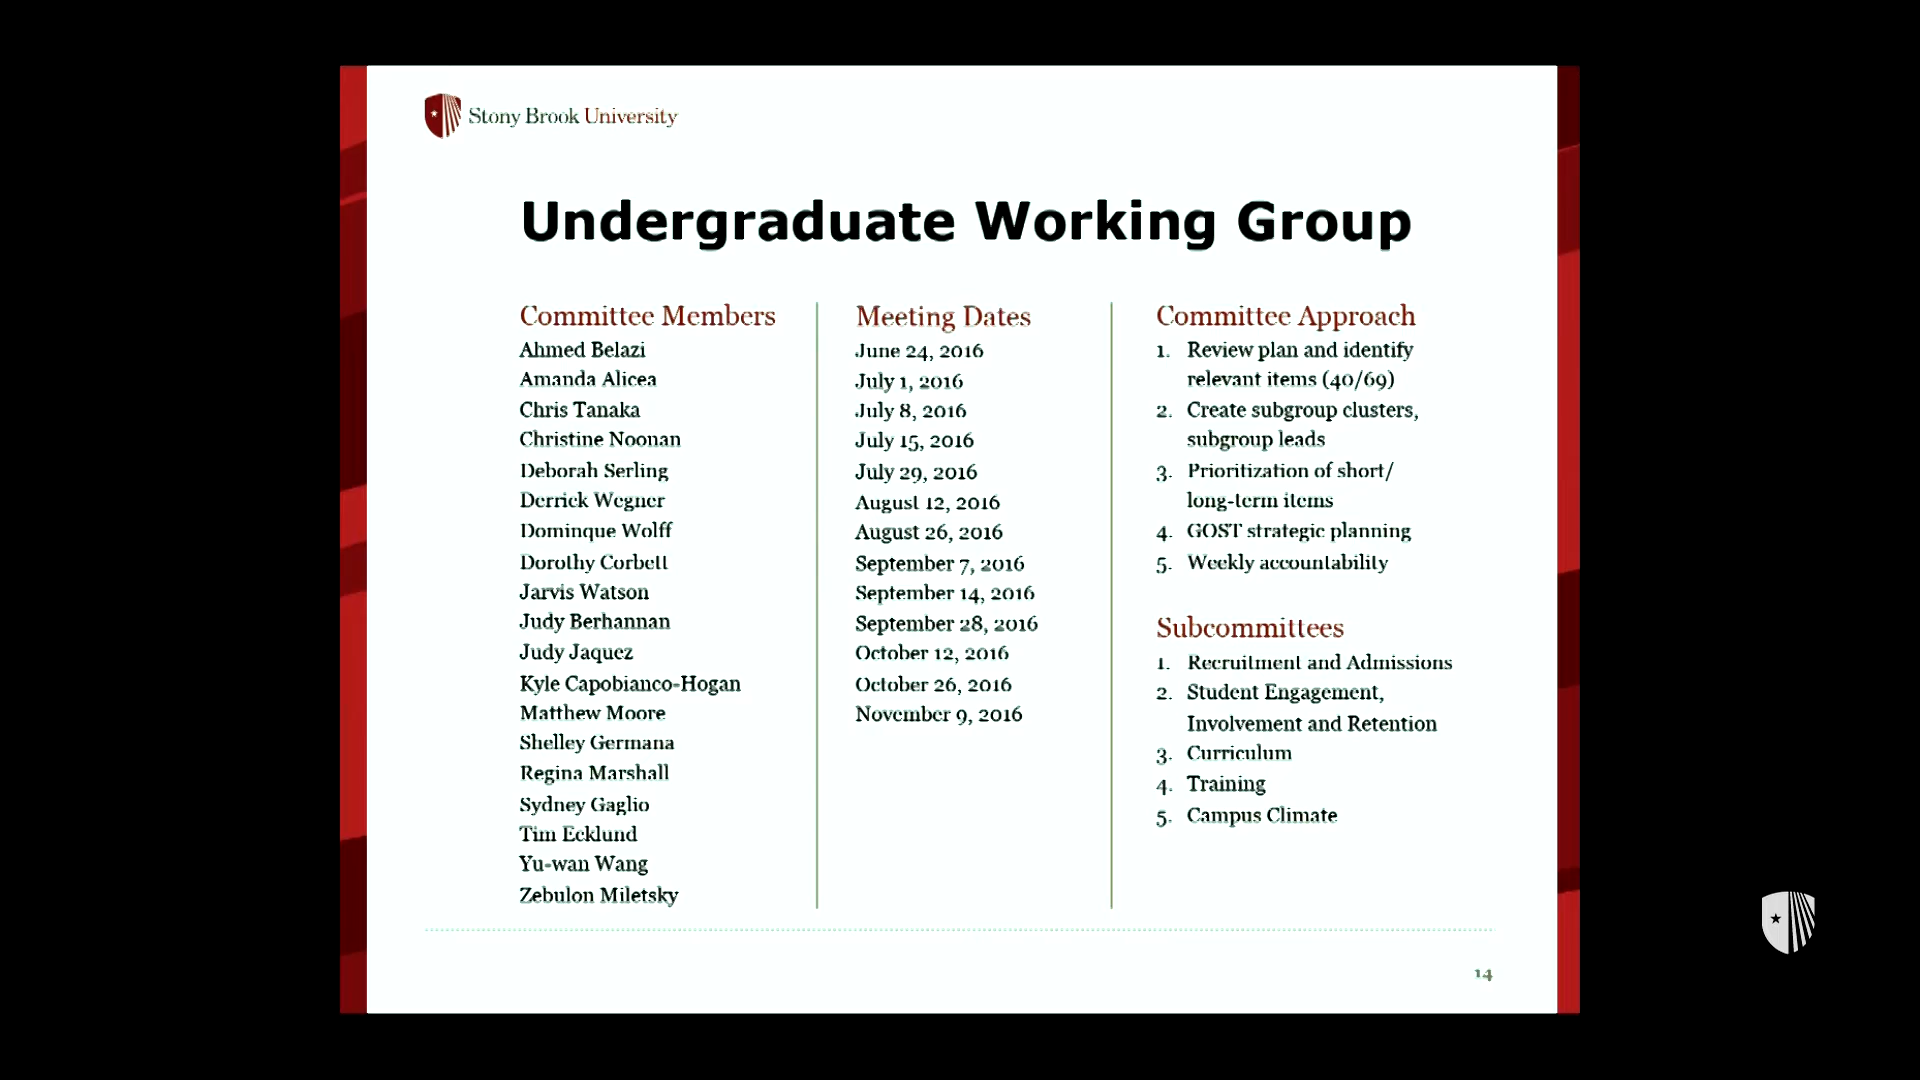 Stony Brook University
Undergraduate Working Group
Committee Members
Ahmed Belazi
Amanda Alicea
Chris Tanaka
Christine Noonan
Deborah Serling
Derrick Wegner
Dominque Wolff
Dorothy Corbett
Jarvis Watson
Judy Berhannan
Judy Jaquez
Kyle Capobianco-Hogan
Matthew Moore
Shelley Germana
Regina Marshall
Sydney Gaglio
Tim Ecklund
Yu-wan Wang
Zebulon Miletsky
Meeting Dates
June 24, 2016
July 1, 2016
July 8, 2016
July 15, 2016
July 29, 2016
August 12, 2016
August 26, 2016
September 7, 2016
September 14, 2016
September 28, 2016
October 12, 2016
October 26, 2016
November 9, 2016
Committee Approach
1. Review plan and identify
relevant items (40/69)
2. Create subgroup clusters,
subgroup leads
3. Prioritization of short/
long-term items
4. GOST strategic planning
5. Weekly accountability
Subcommittees
1. Recruitment and Admissions
2. Student Engagement,
Involvement and Retention
3. Curriculum
4. Training
5. Campus Climate
14